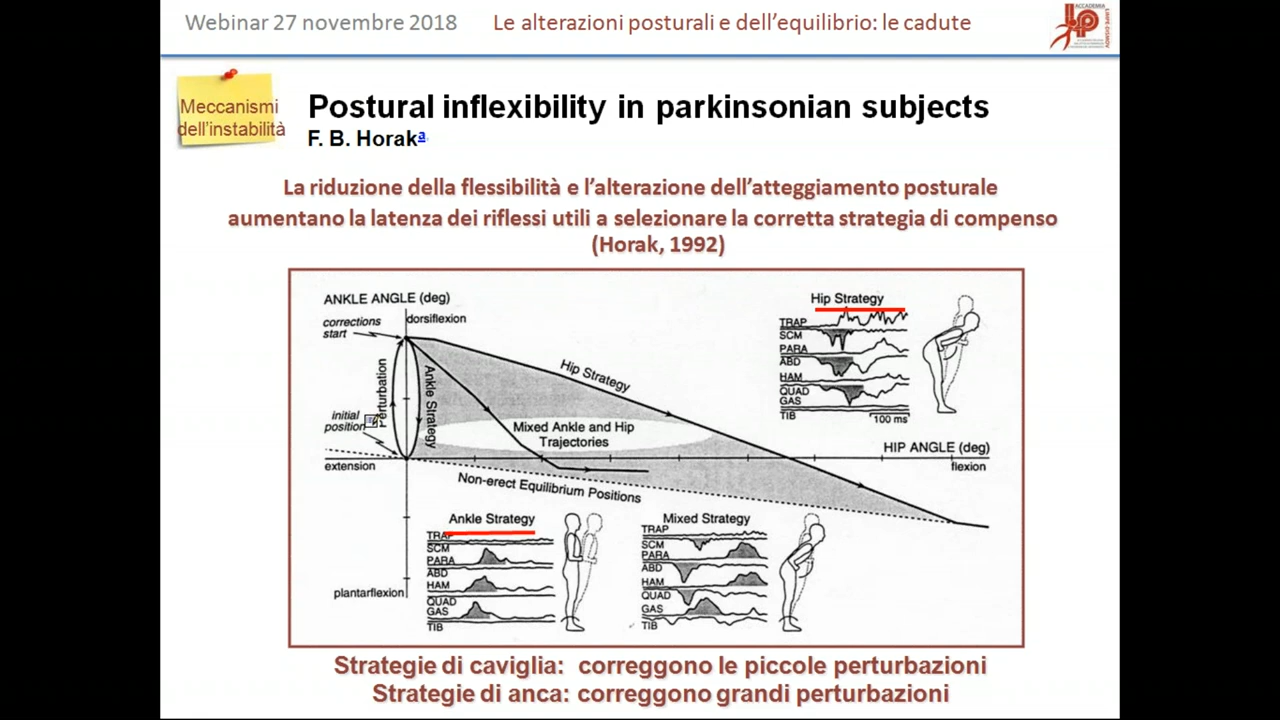 Webinar 27 novembre 2018 Le alterazioni posturali e dell'equilibrio: le cadute
ACCADEMIA
LIMPE-DISMOV
Meccanismi
dell'instabilità
Postural inflexibility in parkinsonian subjects
F. B. Horak a
La riduzione della flessibilità e l'alterazione dell'atteggiamento posturale
aumentano la latenza dei riflessi utili a selezionare la corretta strategia di compenso
(Horak, 1992)
ANKLE ANGLE (deg)
dorsiflexion
corrections
start
Perturbation
Ankle Strategy
Hip Strategy
initial
position
Mixed Ankle and Hip
Trajectories
HIP ANGLE (deg)
extension
flexion
Non-erect Equilibrium Positions
plantarflexion
Hip Strategy
TRAP
SCM
PARA
ABD
HAM
QUAD
GAS
TIB
100 ms
Ankle Strategy
TRAP
SCM
PARA
ABD
HAM
QUAD
GAS
TIB
Mixed Strategy
TRAP
SCM
PARA
ABD
HAM
QUAD
GAS
TIB
Strategie di caviglia: correggono le piccole perturbazioni
Strategie di anca: correggono grandi perturbazioni